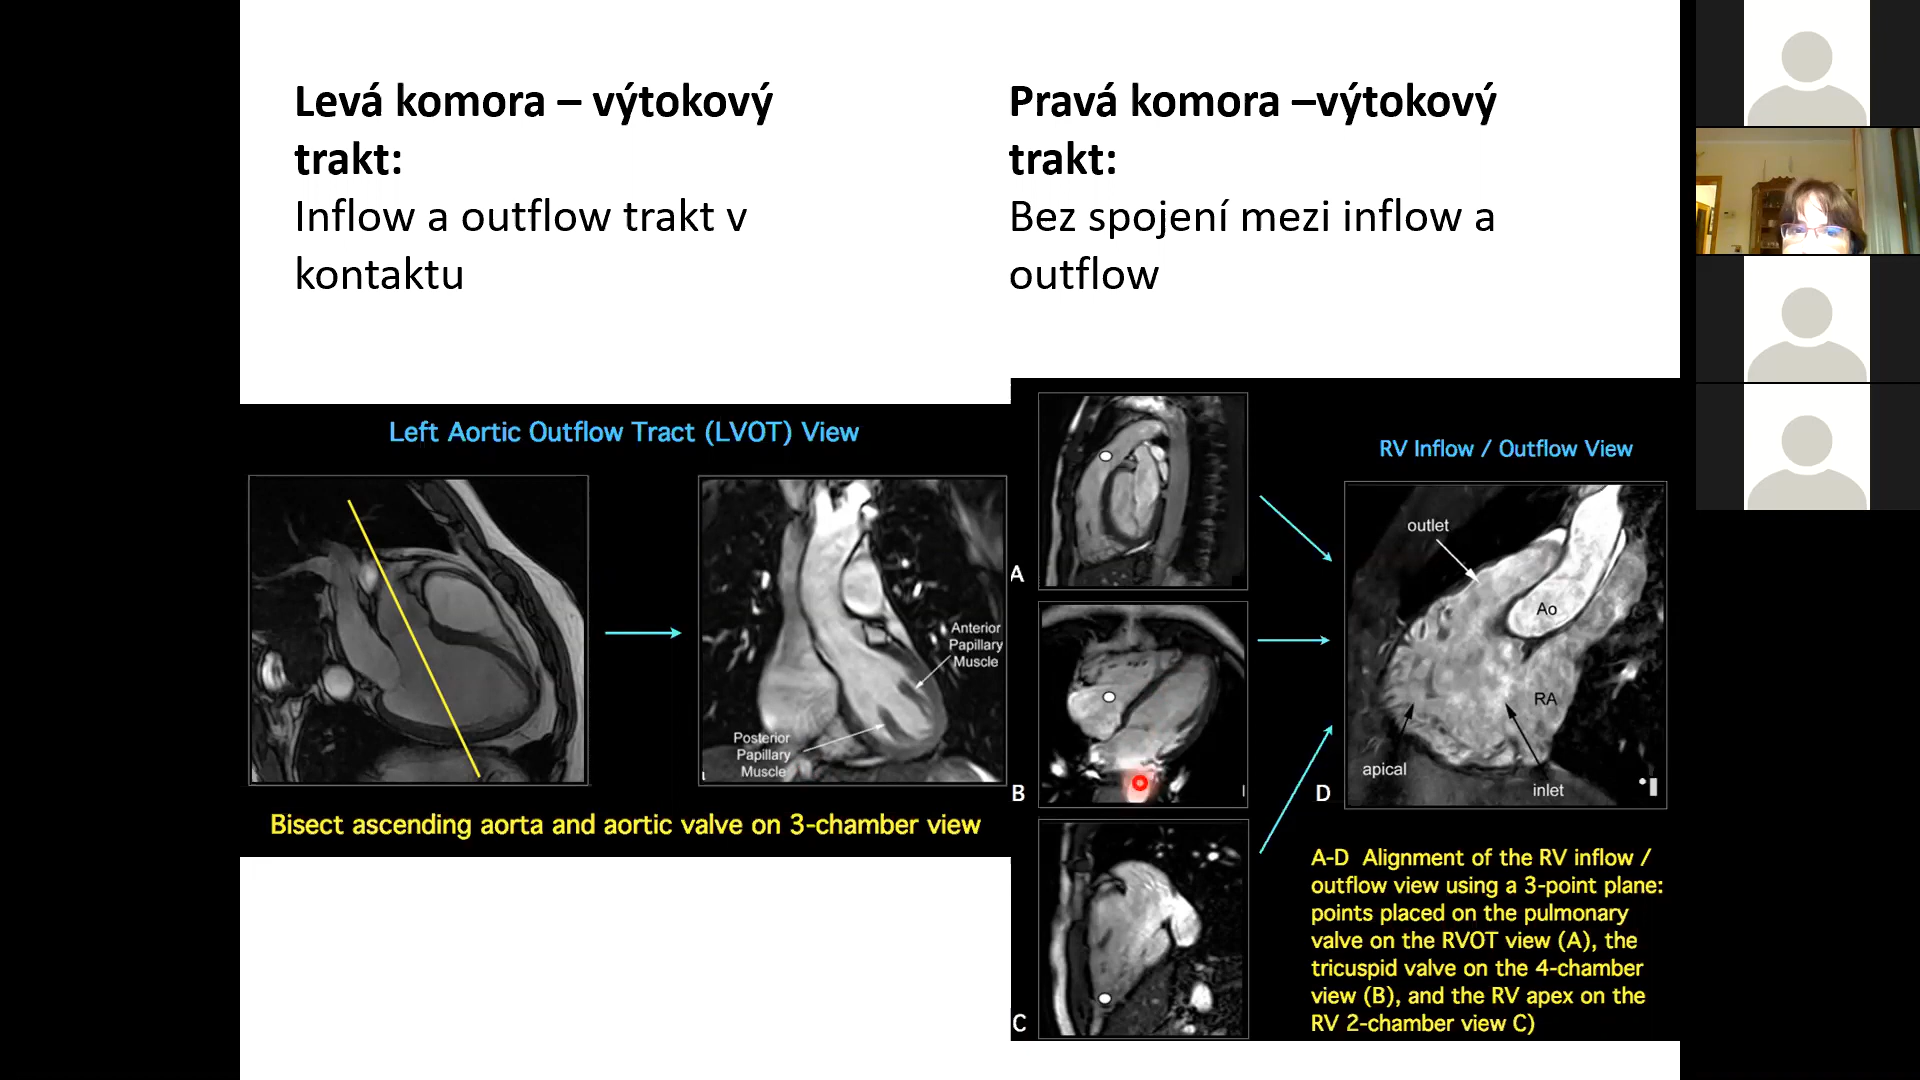 Levá komora – výtokový
trakt:
Inflow a outflow trakt v
kontaktu
Pravá komora –výtokový
trakt:
Bez spojení mezi inflow a
outflow
Left Aortic Outflow Tract (LVOT) View
Anterior
Papillary
Muscle
Posterior
Papillary
Muscle
Bisect ascending aorta and aortic valve on 3-chamber view
A
B
C
RV Inflow / Outflow View
outlet
Ao
RA
apical
inlet
D
A-D Alignment of the RV inflow /
outflow view using a 3-point plane:
points placed on the pulmonary
valve on the RVOT view (A), the
tricuspid valve on the 4-chamber
view (B), and the RV apex on the
RV 2-chamber view C)